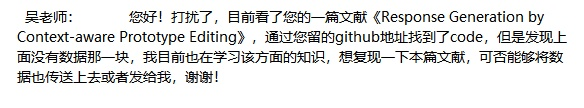 吴老师： 您好！打扰了，目前看了您的一篇文献《Response Generation by
Context-aware Prototype Editing》，通过您留的github地址找到了code，但是发现上
面没有数据那一块，我目前也在学习该方面的知识，想复现一下本篇文献，可否能够将数
据也传送上去或者发给我，谢谢！